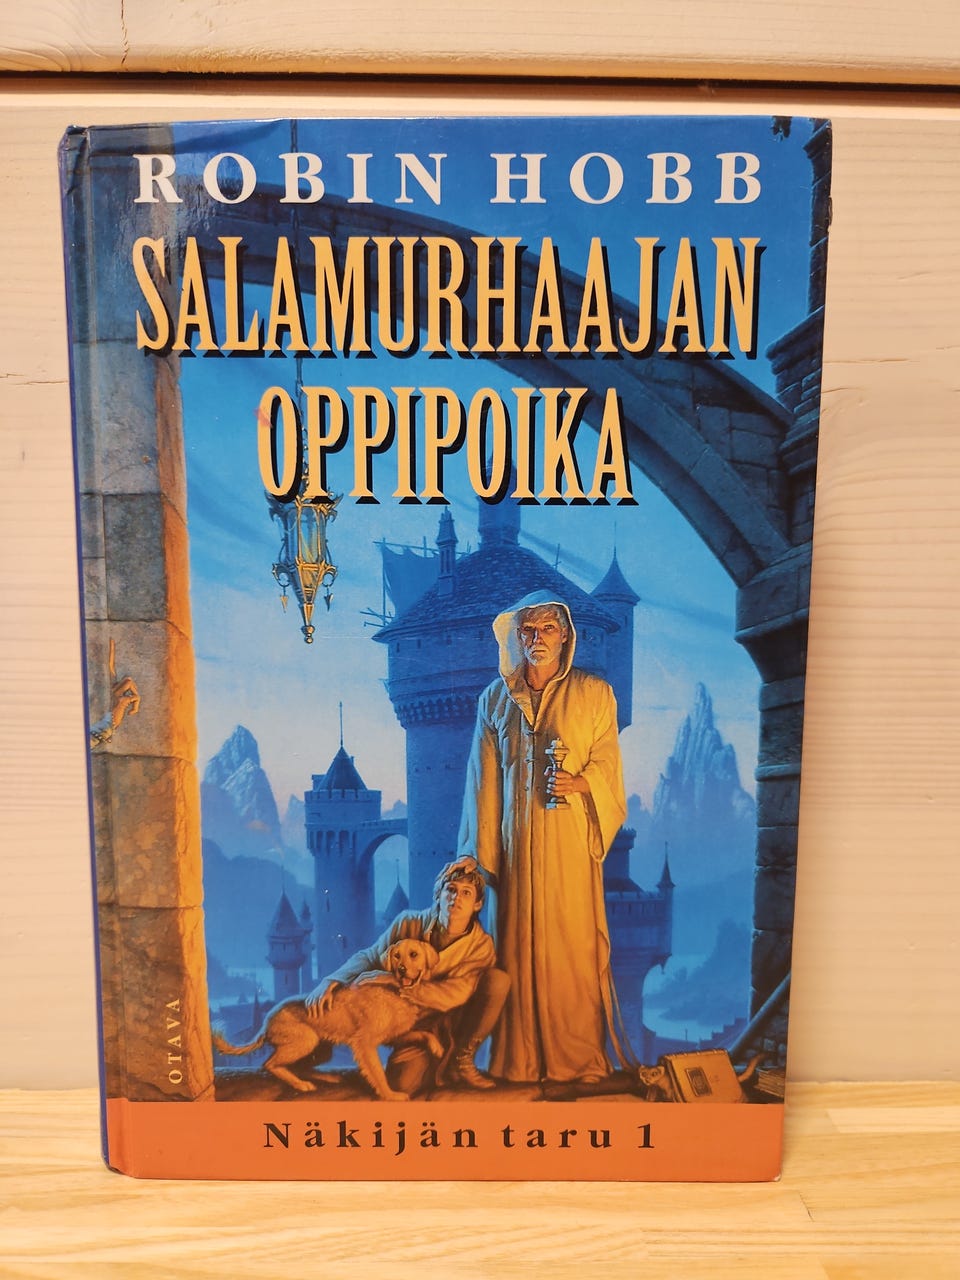 ROBIN HOBB
SALAMURHAAJAN
OPPIPOIKA
OTAVA
Näkijän taru 1